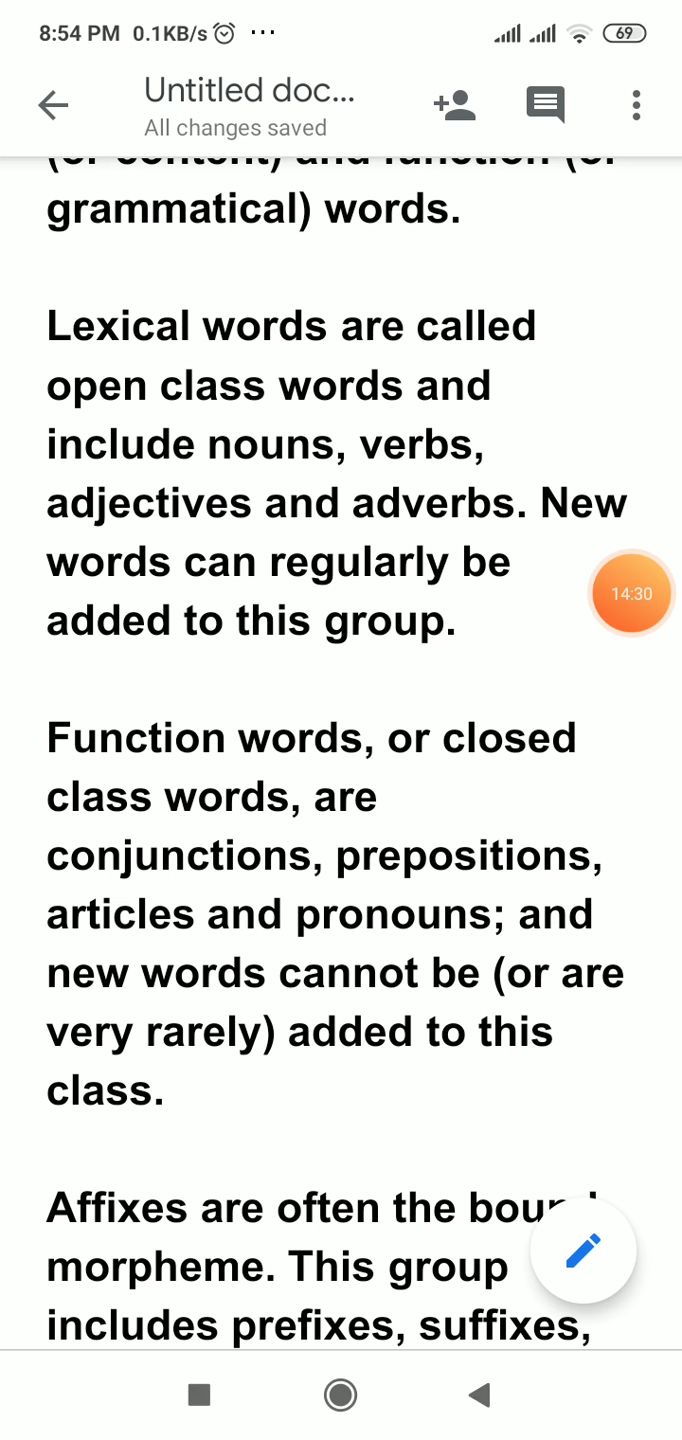 8:54 PM 0.1KB/s ...
69
Untitled doc...
All changes saved
grammatical) words.
Lexical words are called
open class words and
include nouns, verbs,
adjectives and adverbs. New
words can regularly be
added to this group.
14:30
Function words, or closed
class words, are
conjunctions, prepositions,
articles and pronouns; and
new words cannot be (or are
very rarely) added to this
class.
Affixes are often the
morpheme. This group
includes prefixes, suffixes,